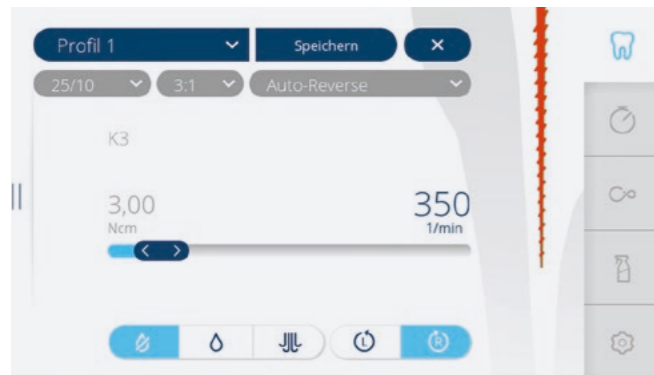 Profil 1 Speichern ×
25/10 3:1 Auto-Reverse
K3
3,00 350
Ncm 1/min
L R